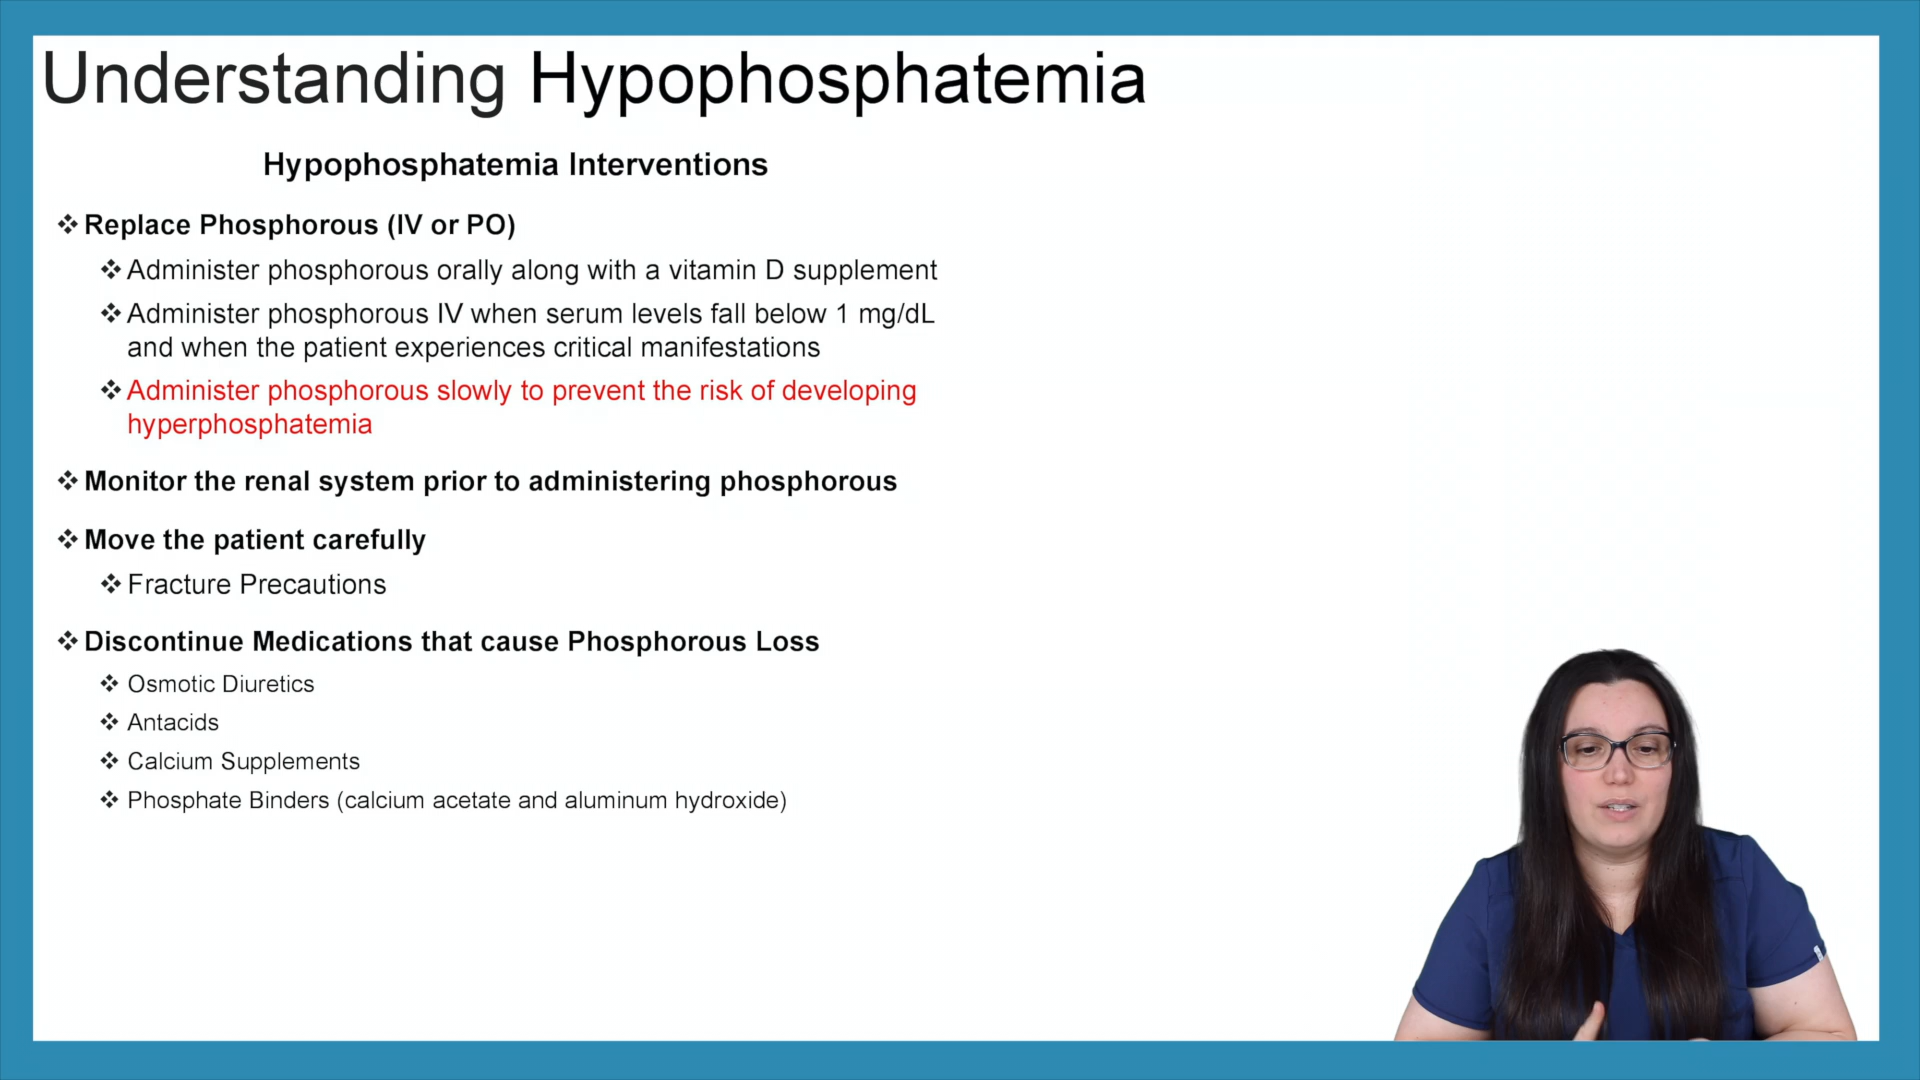 Understanding Hypophosphatemia
Hypophosphatemia Interventions
❖ Replace Phosphorous (IV or PO)
❖ Administer phosphorous orally along with a vitamin D supplement
❖ Administer phosphorous IV when serum levels fall below 1 mg/dL
and when the patient experiences critical manifestations
❖ Administer phosphorous slowly to prevent the risk of developing
hyperphosphatemia
❖ Monitor the renal system prior to administering phosphorous
❖ Move the patient carefully
❖ Fracture Precautions
❖ Discontinue Medications that cause Phosphorous Loss
❖ Osmotic Diuretics
❖ Antacids
❖ Calcium Supplements
❖ Phosphate Binders (calcium acetate and aluminum hydroxide)